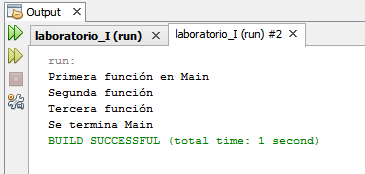 Output
laboratorio_I (run)
laboratorio_I (run) #2
run:
Primera función en Main
Segunda función
Tercera función
Se termina Main
BUILD SUCCESSFUL (total time: 1 second)